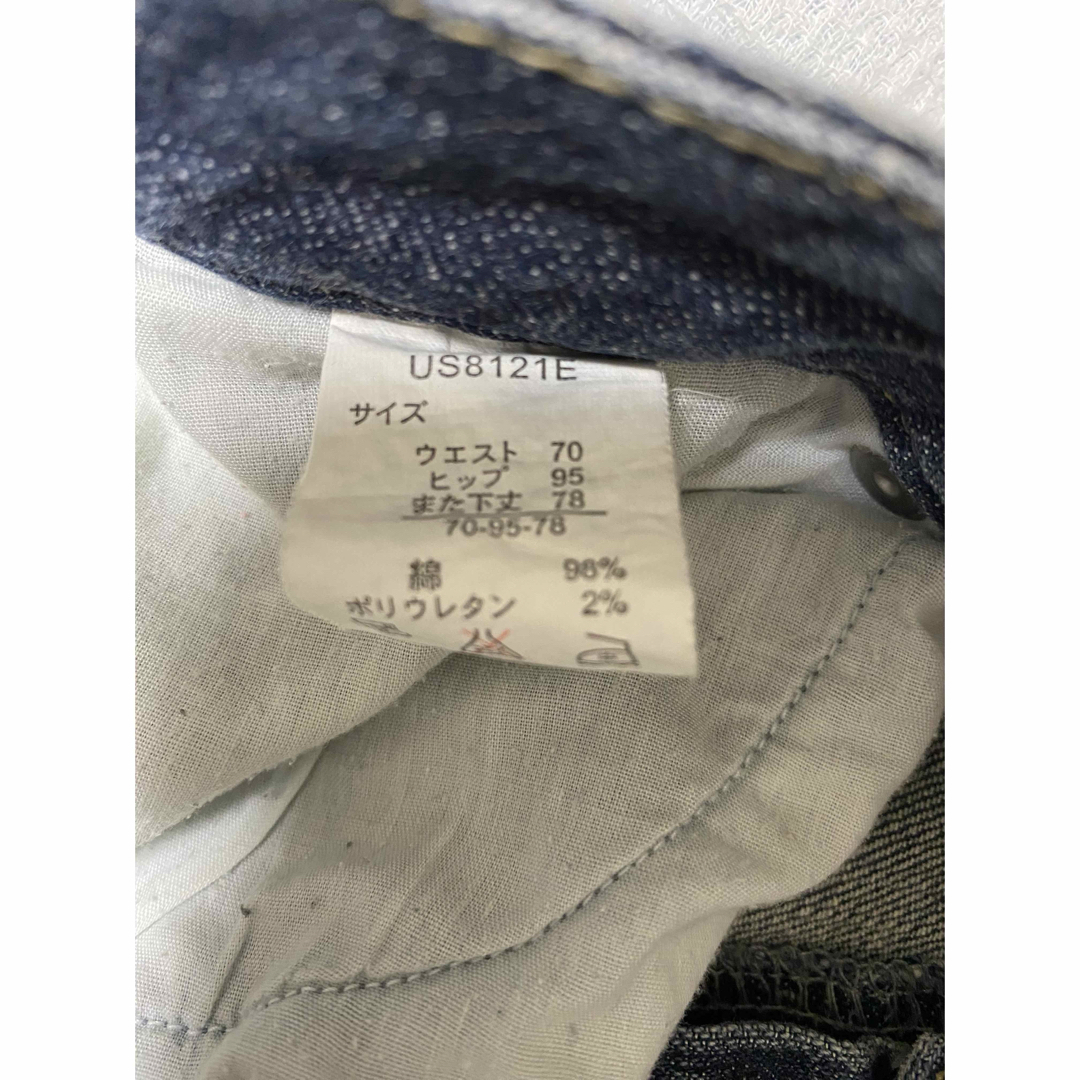 US8121E
サイズ
ウエスト 70
ヒップ 95
また下丈 78
70-95-78
綿 98%
ポリウレタン 2%